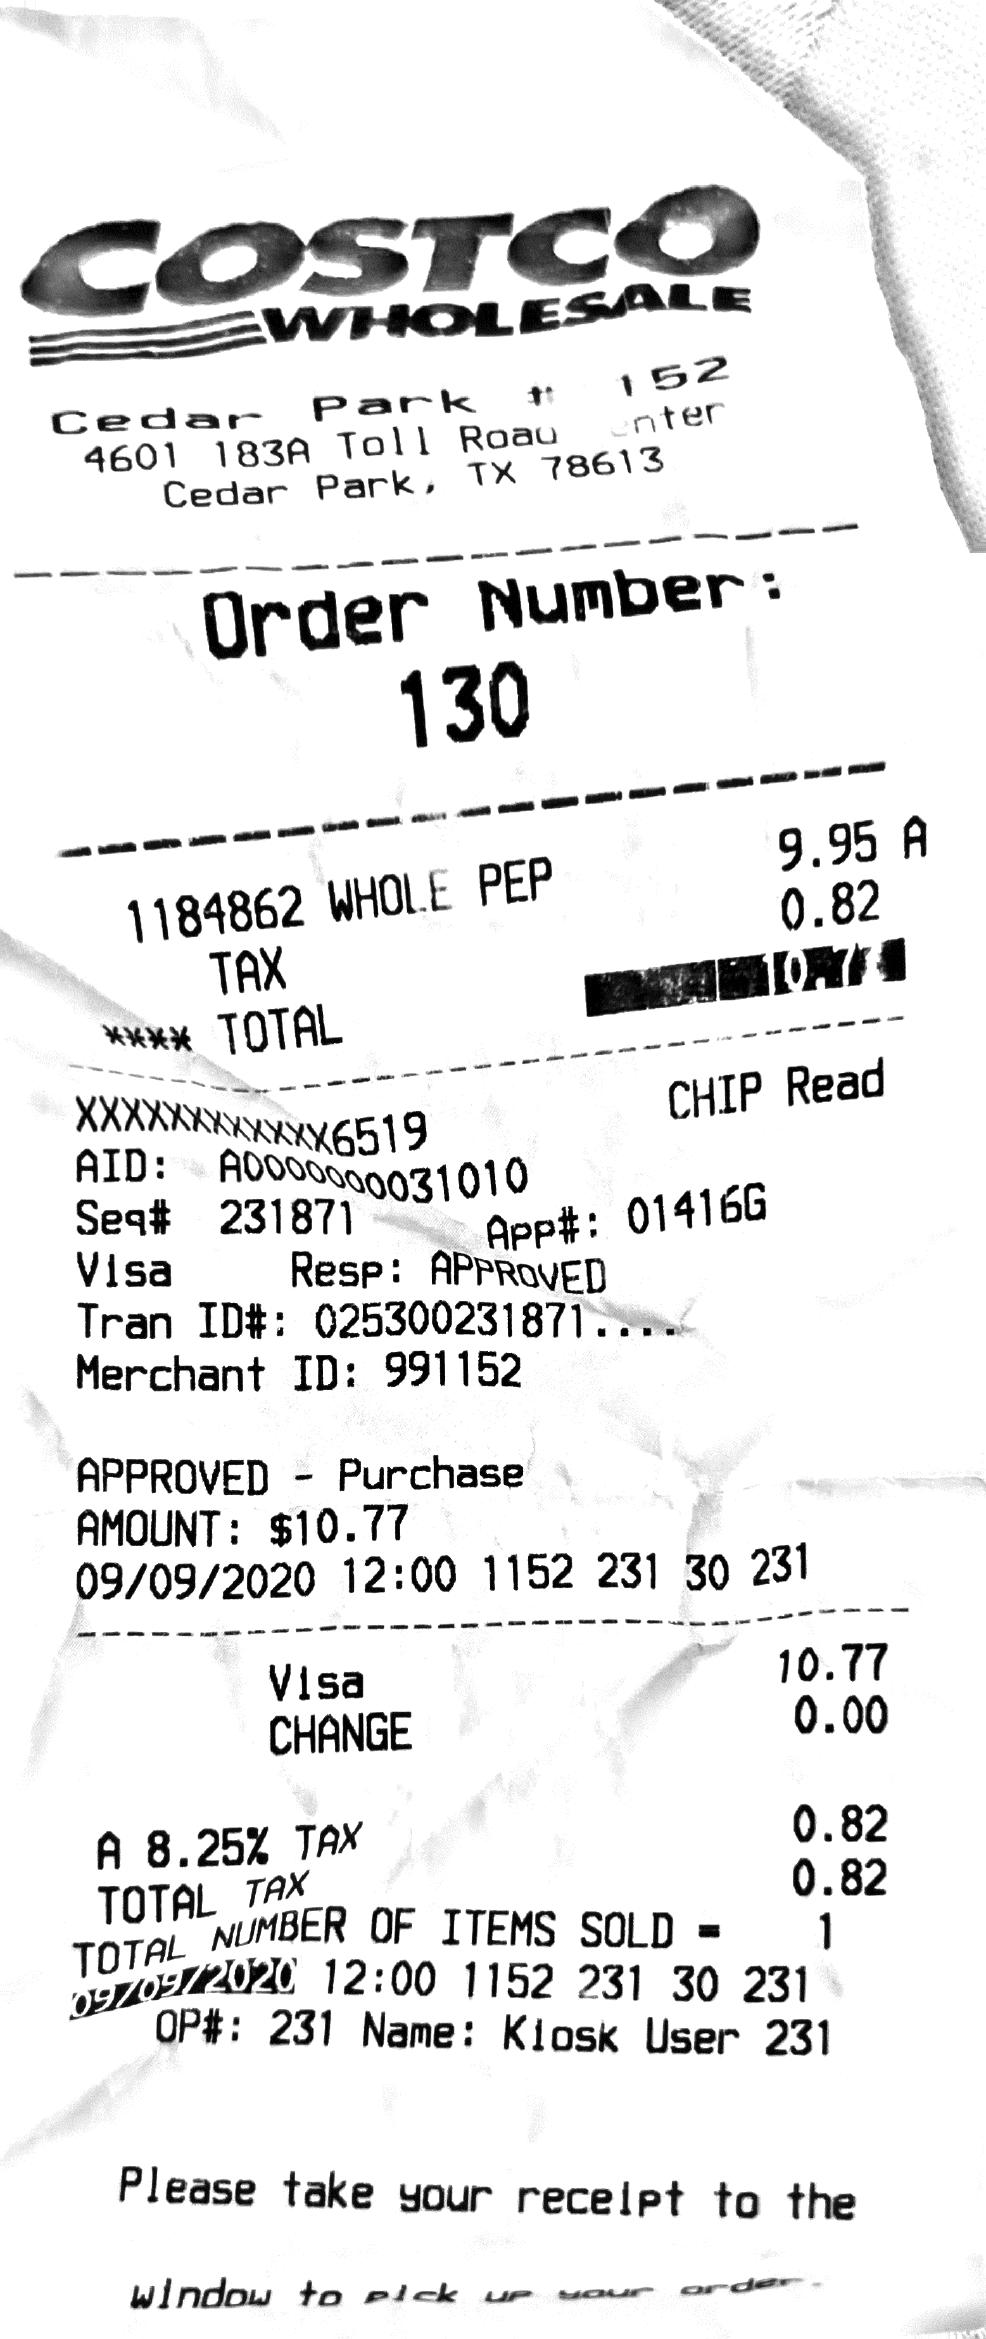 COSTCO
WHOLESALE
Cedar Park # 152
4601 183A Toll Road
Cedar Park, TX 78613
Order Number:
130
1184862 WHOLE PEP 9.95 A
TAX 0.82
**** TOTAL
XXXXXXXXXXXX6519 CHIP Read
AID: A0000000031010
Seq# 231871 App#: 01416G
Visa Resp: APPROVED
Tran ID#: 025300231871....
Merchant ID: 991152
APPROVED - Purchase
AMOUNT: $10.77
09/09/2020 12:00 1152 231 30 231
Visa 10.77
CHANGE 0.00
A 8.25% TAX 0.82
TOTAL TAX 0.82
TOTAL NUMBER OF ITEMS SOLD = 1
09/09/2020 12:00 1152 231 30 231
OP#: 231 Name: Kiosk User 231
Please take your receipt to the
window to pick up your order.